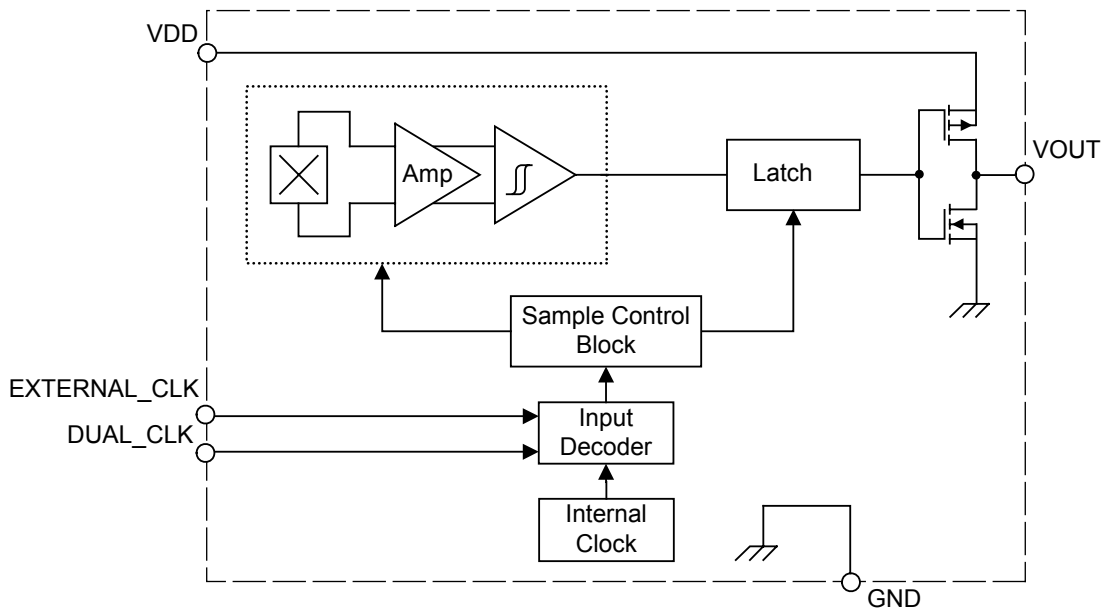 VDD
VOUT
Amp
Latch
Sample Control
Block
EXTERNAL_CLK
DUAL_CLK
Input
Decoder
Internal
Clock
GND